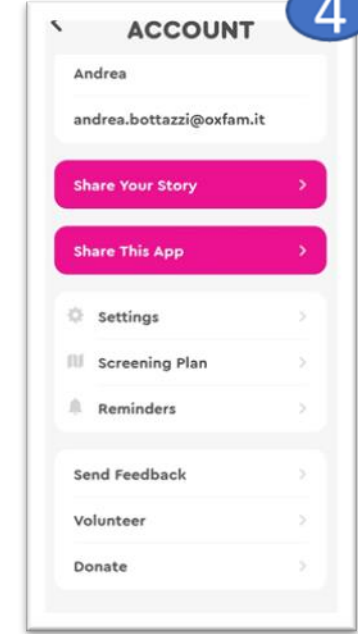 4
ACCOUNT
Andrea
andrea.bottazzi@oxfam.it
Share Your Story
Share This App
Settings
Screening Plan
Reminders
Send Feedback
Volunteer
Donate